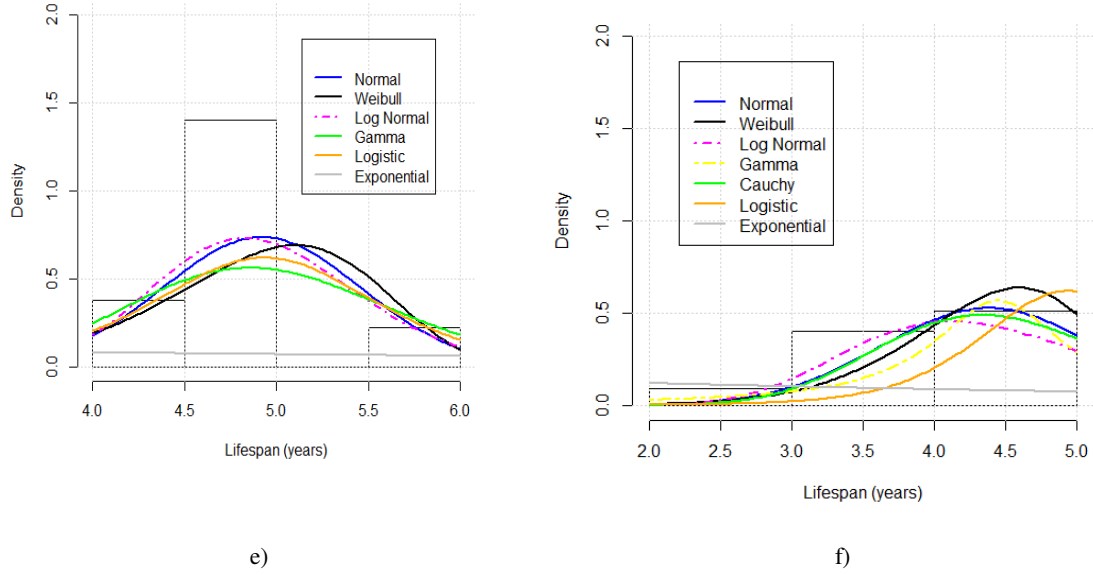 2.0
1.5
1.0
0.5
0.0
Density
Normal
Weibull
Log Normal
Gamma
Logistic
Exponential
4.0 4.5 5.0 5.5 6.0
Lifespan (years)
e)
2.0
1.5
1.0
0.5
0.0
Density
Normal
Weibull
Log Normal
Gamma
Cauchy
Logistic
Exponential
2.0 2.5 3.0 3.5 4.0 4.5 5.0
Lifespan (years)
f)